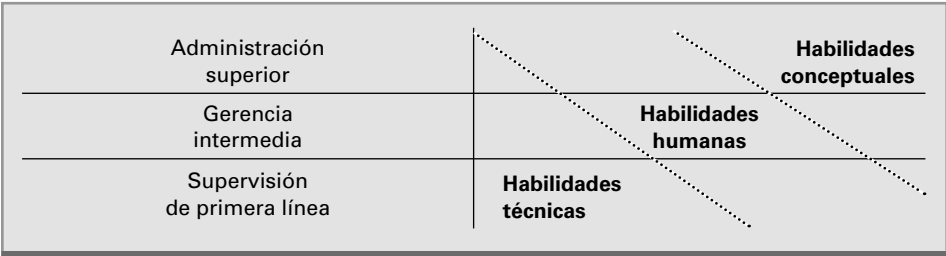 Administración
superior
Habilidades
conceptuales
Gerencia
intermedia
Habilidades
humanas
Supervisión
de primera línea
Habilidades
técnicas